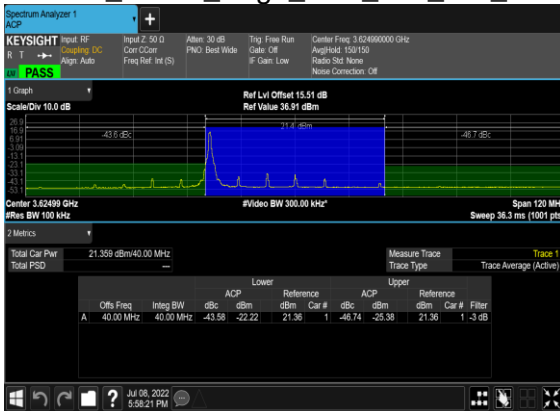 Spectrum Analyzer 1
ACP
KEYSIGHT Input: RF Input Z: 50 Ω Atten: 30 dB Trig: Free Run Center Freq: 3.624990000 GHz
R T Coupling: DC Corr CCorr PNO: Best Wide Gate: Off Avg|Hold: 150/150
Align: Auto Freq Ref: Int (S) IF Gain: Low Radio Std: None
LNI PASS Noise Correction: Off
1 Graph
Scale/Div 10.0 dB Ref Lvl Offset 15.51 dB
Ref Value 36.91 dBm
26.9
16.9 -43.6 dBc 21.4 dBm -46.7 dBc
6.91
-3.09
-13.1
-23.1
-33.1
-43.1
-53.1
Center 3.62499 GHz #Video BW 300.00 kHz* Span 120 MH
#Res BW 100 kHz Sweep 36.3 ms (1001 pts
2 Metrics
Total Car Pwr 21.359 dBm/40.00 MHz Measure Trace Trace 1
Total PSD — Trace Type Trace Average (Active)
Lower Upper
ACP Reference ACP Reference
Offs Freq Integ BW dBc dBm dBm Car # dBc dBm dBm Car # Filter
A 40.00 MHz 40.00 MHz -43.58 -22.22 21.36 1 -46.74 -25.38 21.36 1 -3 dB
Jul 08, 2022
5:58:21 PM